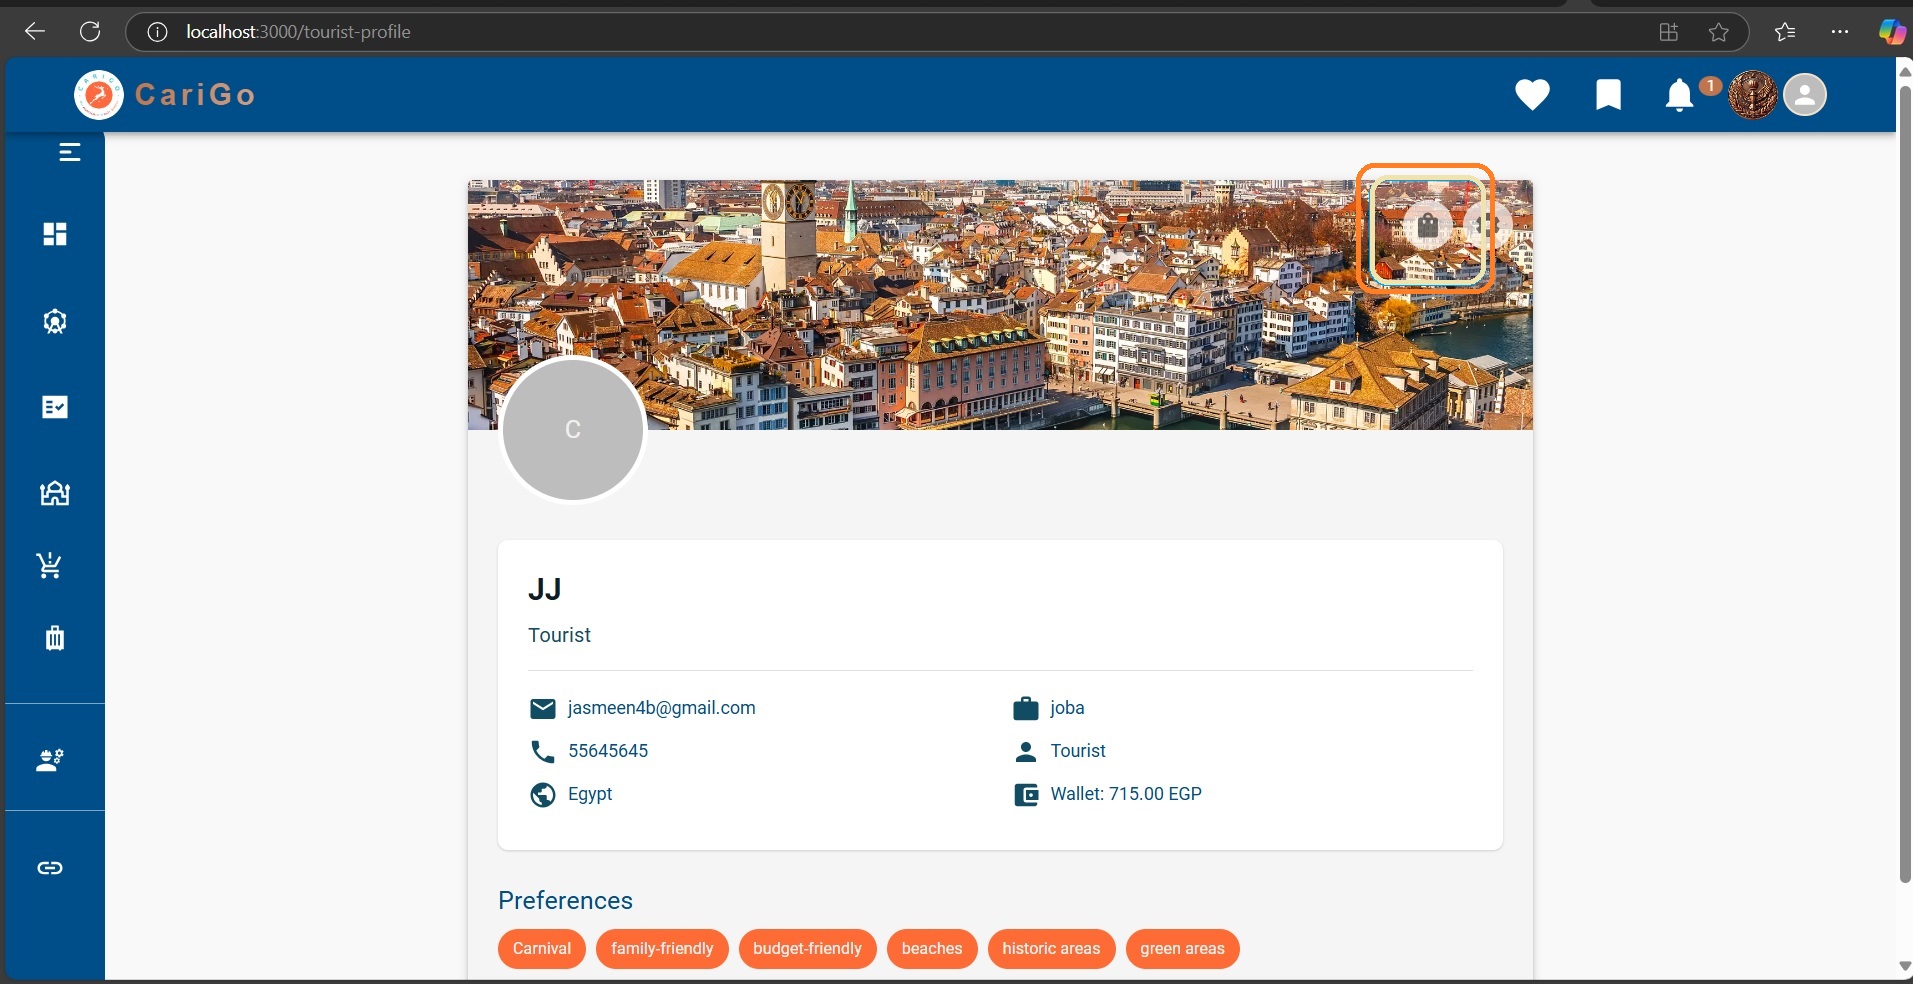 localhost:3000/tourist-profile
CariGo
1
C
JJ
Tourist
jasmeen4b@gmail.com
joba
55645645
Tourist
Egypt
Wallet: 715.00 EGP
Preferences
Carnival family-friendly budget-friendly beaches historic areas green areas